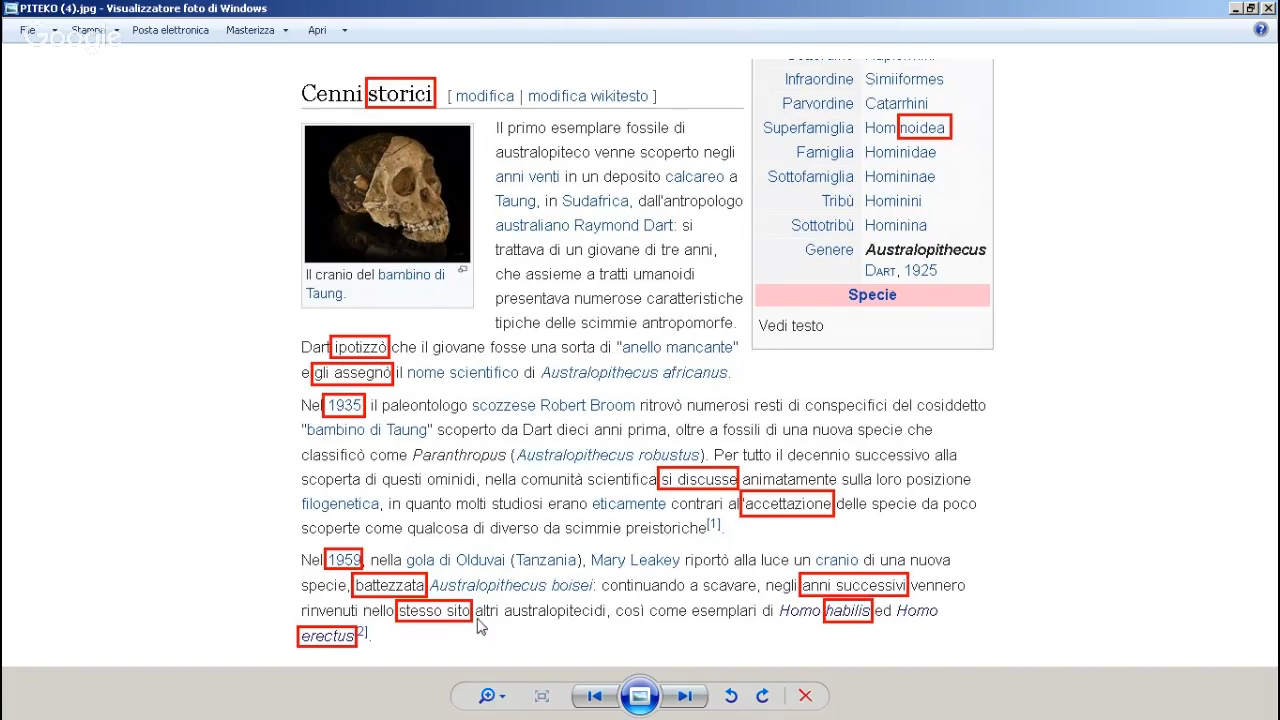 PITEKO (4).jpg - Visualizzatore foto di Windows
File Stampa Posta elettronica Masterizza Apri
Google
Cenni storici [ modifica | modifica wikitesto ]
Il cranio del bambino di
Taung.
Il primo esemplare fossile di
australopiteco venne scoperto negli
anni venti in un deposito calcareo a
Taung, in Sudafrica, dall'antropologo
australiano Raymond Dart: si
trattava di un giovane di tre anni,
che assieme a tratti umanoidi
presentava numerose caratteristiche
tipiche delle scimmie antropomorfe.
Dart ipotizzò che il giovane fosse una sorta di "anello mancante"
e gli assegnò il nome scientifico di Australopithecus africanus.
Nel 1935 il paleontologo scozzese Robert Broom ritrovò numerosi resti di conspecifici del cosiddetto
"bambino di Taung" scoperto da Dart dieci anni prima, oltre a fossili di una nuova specie che
classificò come Paranthropus (Australopithecus robustus). Per tutto il decennio successivo alla
scoperta di questi ominidi, nella comunità scientifica si discusse animatamente sulla loro posizione
filogenetica, in quanto molti studiosi erano eticamente contrari all'accettazione delle specie da poco
scoperte come qualcosa di diverso da scimmie preistoriche[1].
Nel 1959, nella gola di Olduvai (Tanzania), Mary Leakey riportò alla luce un cranio di una nuova
specie, battezzata Australopithecus boisei: continuando a scavare, negli anni successivi vennero
rinvenuti nello stesso sito altri australopitecidi, così come esemplari di Homo habilis ed Homo
erectus[2].
Infraordine Simiiformes
Parvordine Catarrhini
Superfamiglia Hominoidea
Famiglia Hominidae
Sottofamiglia Homininae
Tribù Hominini
Sottotribù Hominina
Genere Australopithecus
DART, 1925
Specie
Vedi testo